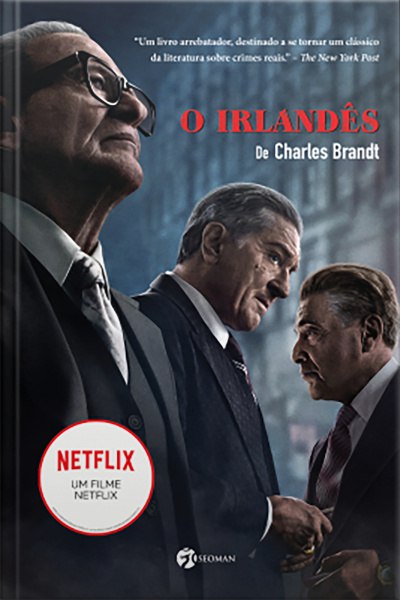 "Um livro arrebatador, destinado a se tornar um clássico
da literatura sobre crimes reais." – The New York Post
O IRLANDÊS
De Charles Brandt
NETFLIX
UM FILME
NETFLIX
SEOMAN